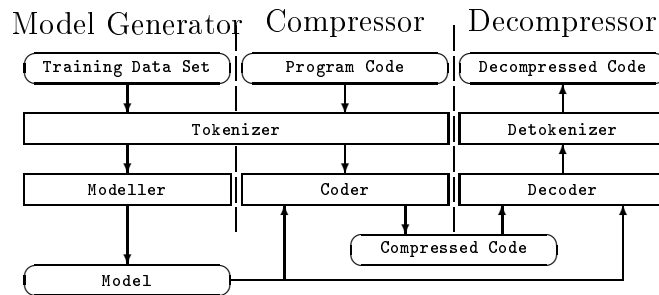 Model Generator Compressor Decompressor
Training Data Set Program Code Decompressed Code
Tokenizer Detokenizer
Modeller Coder Decoder
Compressed Code
Model